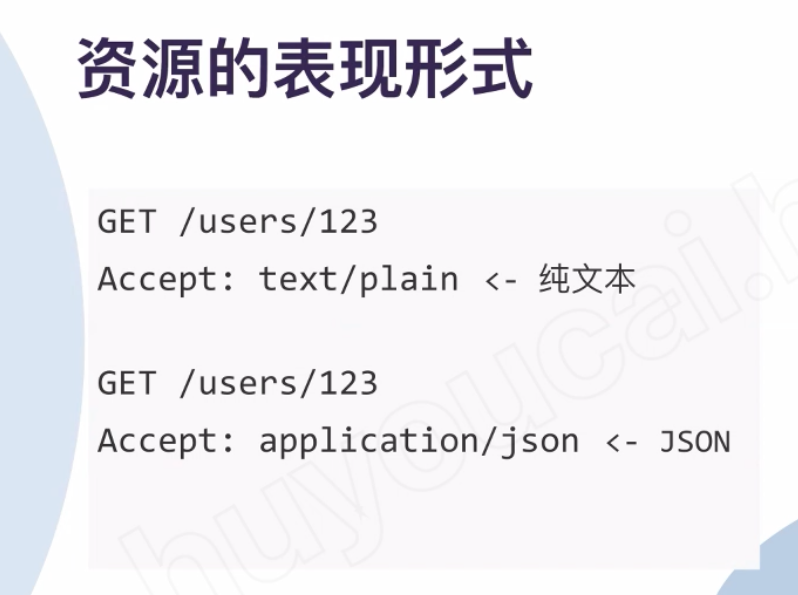 资源的表现形式
GET /users/123
Accept: text/plain <- 纯文本
GET /users/123
Accept: application/json <- JSON
huyoucai.h